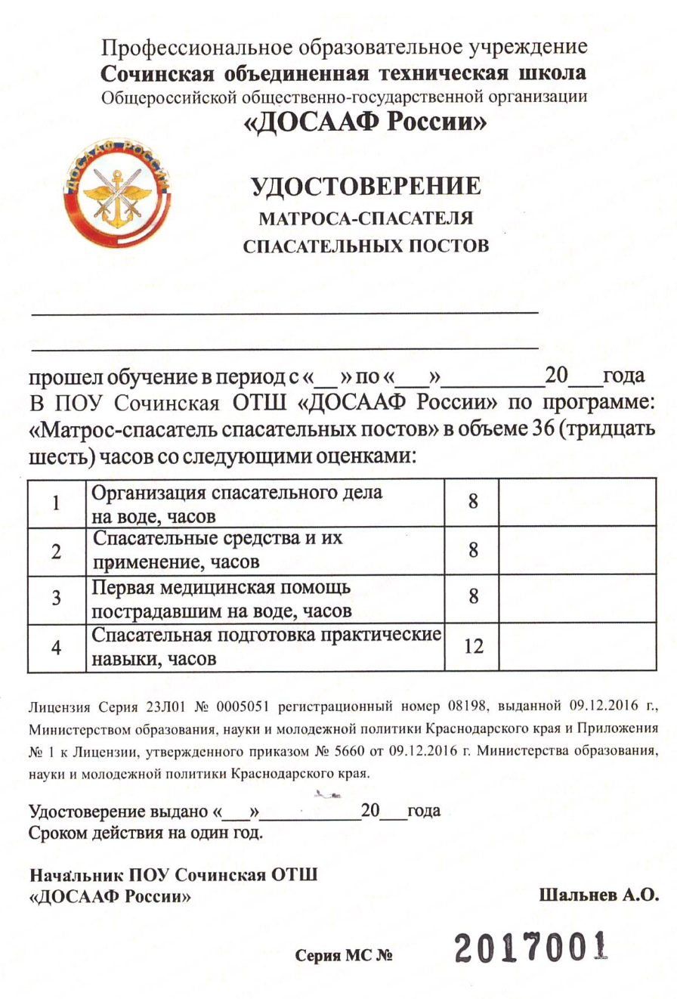 Профессиональное образовательное учреждение
Сочинская объединенная техническая школа
Общероссийской общественно-государственной организации
«ДОСААФ России»
ДОСААФ РОССИИ
УДОСТОВЕРЕНИЕ
МАТРОСА-СПАСАТЕЛЯ
СПАСАТЕЛЬНЫХ ПОСТОВ
прошел обучение в период с «__ » по «___ »__________20___года
В ПОУ Сочинская ОТШ «ДОСААФ России» по программе:
«Матрос-спасатель спасательных постов» в объеме 36 (тридцать
шесть) часов со следующими оценками:
1 Организация спасательного дела 8
на воде, часов
2 Спасательные средства и их 8
применение, часов
3 Первая медицинская помощь 8
пострадавшим на воде, часов
4 Спасательная подготовка практические 12
навыки, часов
Лицензия Серия 23Л01 № 0005051 регистрационный номер 08198, выданной 09.12.2016 г.,
Министерством образования, науки и молодежной политики Краснодарского края и Приложения
№ 1 к Лицензии, утвержденного приказом № 5660 от 09.12.2016 г. Министерства образования,
науки и молодежной политики Краснодарского края.
Удостоверение выдано «___»___________20___года
Сроком действия на один год.
Начальник ПОУ Сочинская ОТШ
«ДОСААФ России» Шальнев А.О.
Серия МС № 2017001